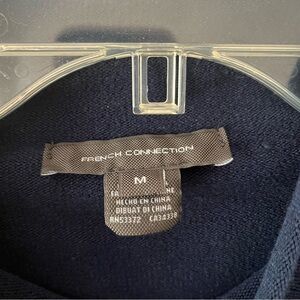 FRENCH CONNECTION
M
HECHO EN CHINA
DIBUAT DI CHINA
RN53372 CA34338